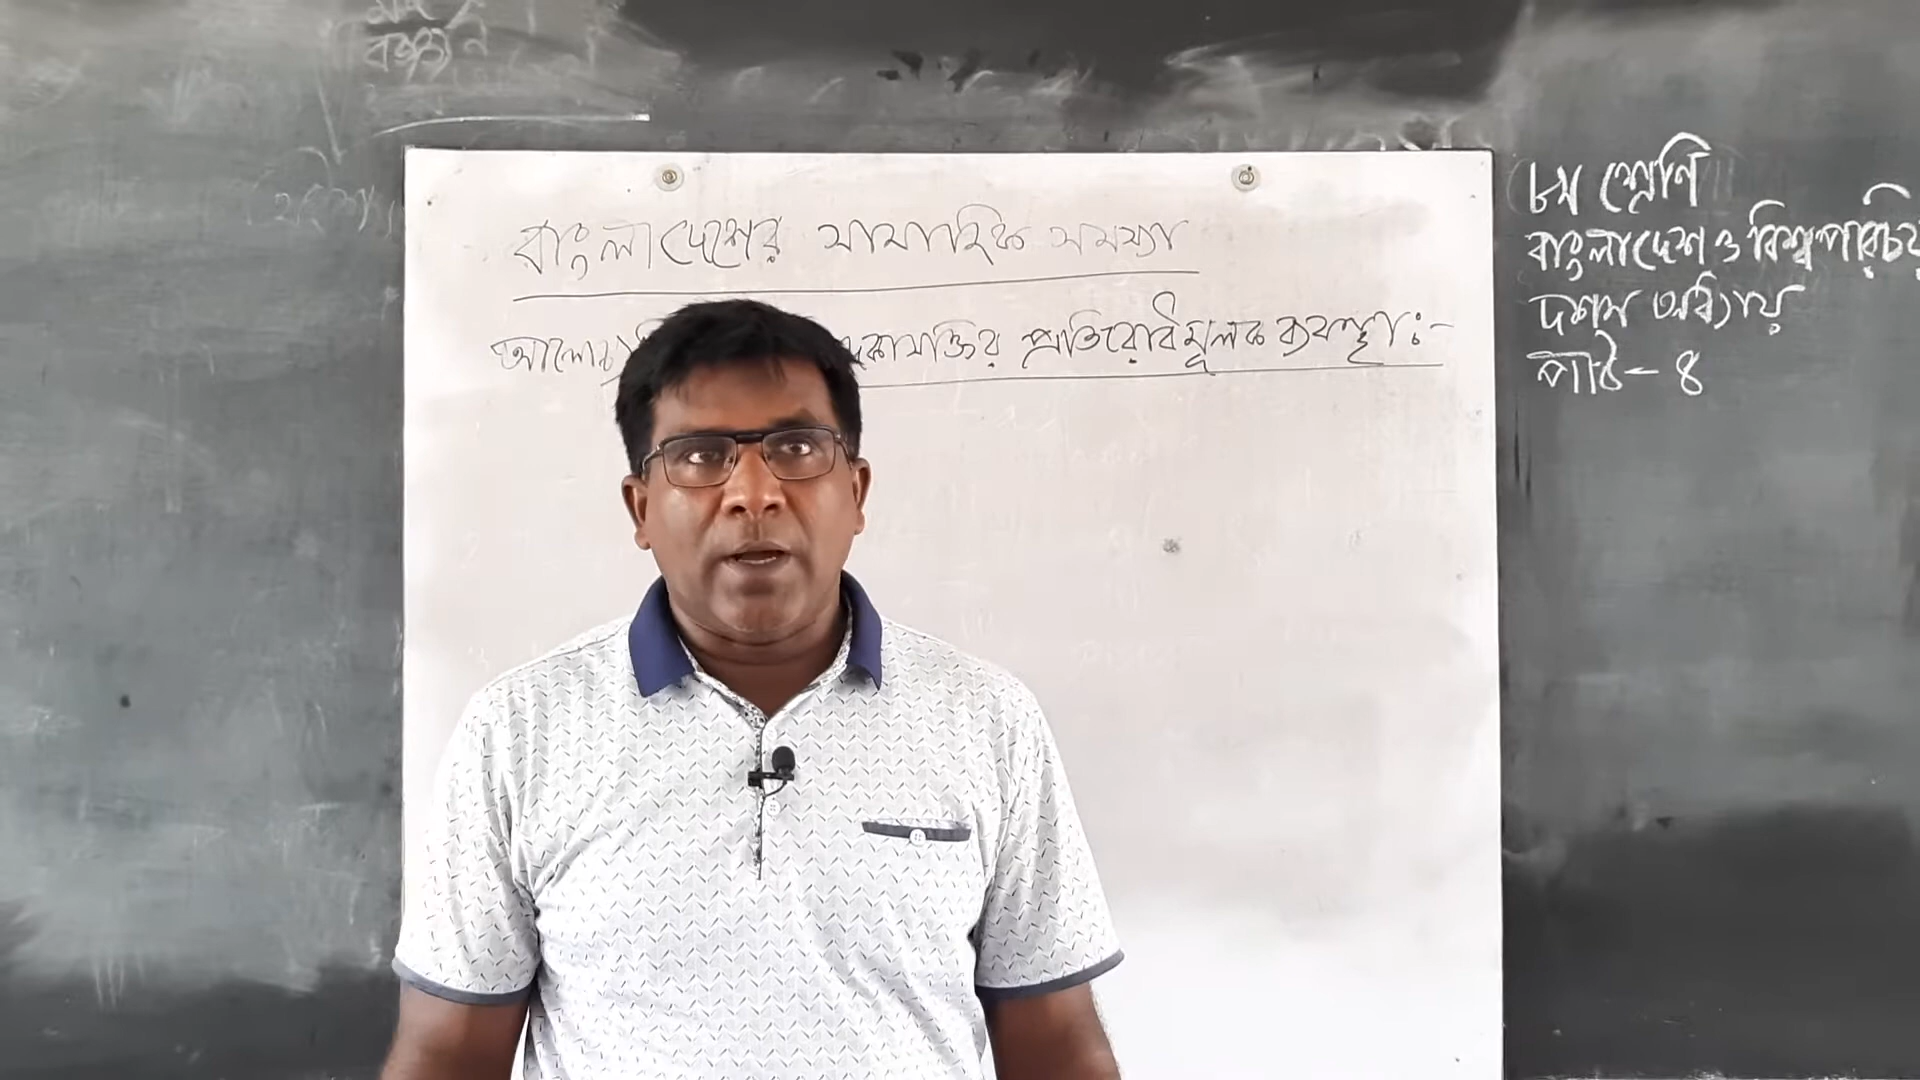 বাংলাদেশের সামাজিক সমস্যা
প্রতিরোধমূলক ব্যবস্থাঃ-
৮ম শ্রেণি
বাংলাদেশ ও বিশ্বপরিচয়
দশম অধ্যায়
পাঠ- ৪